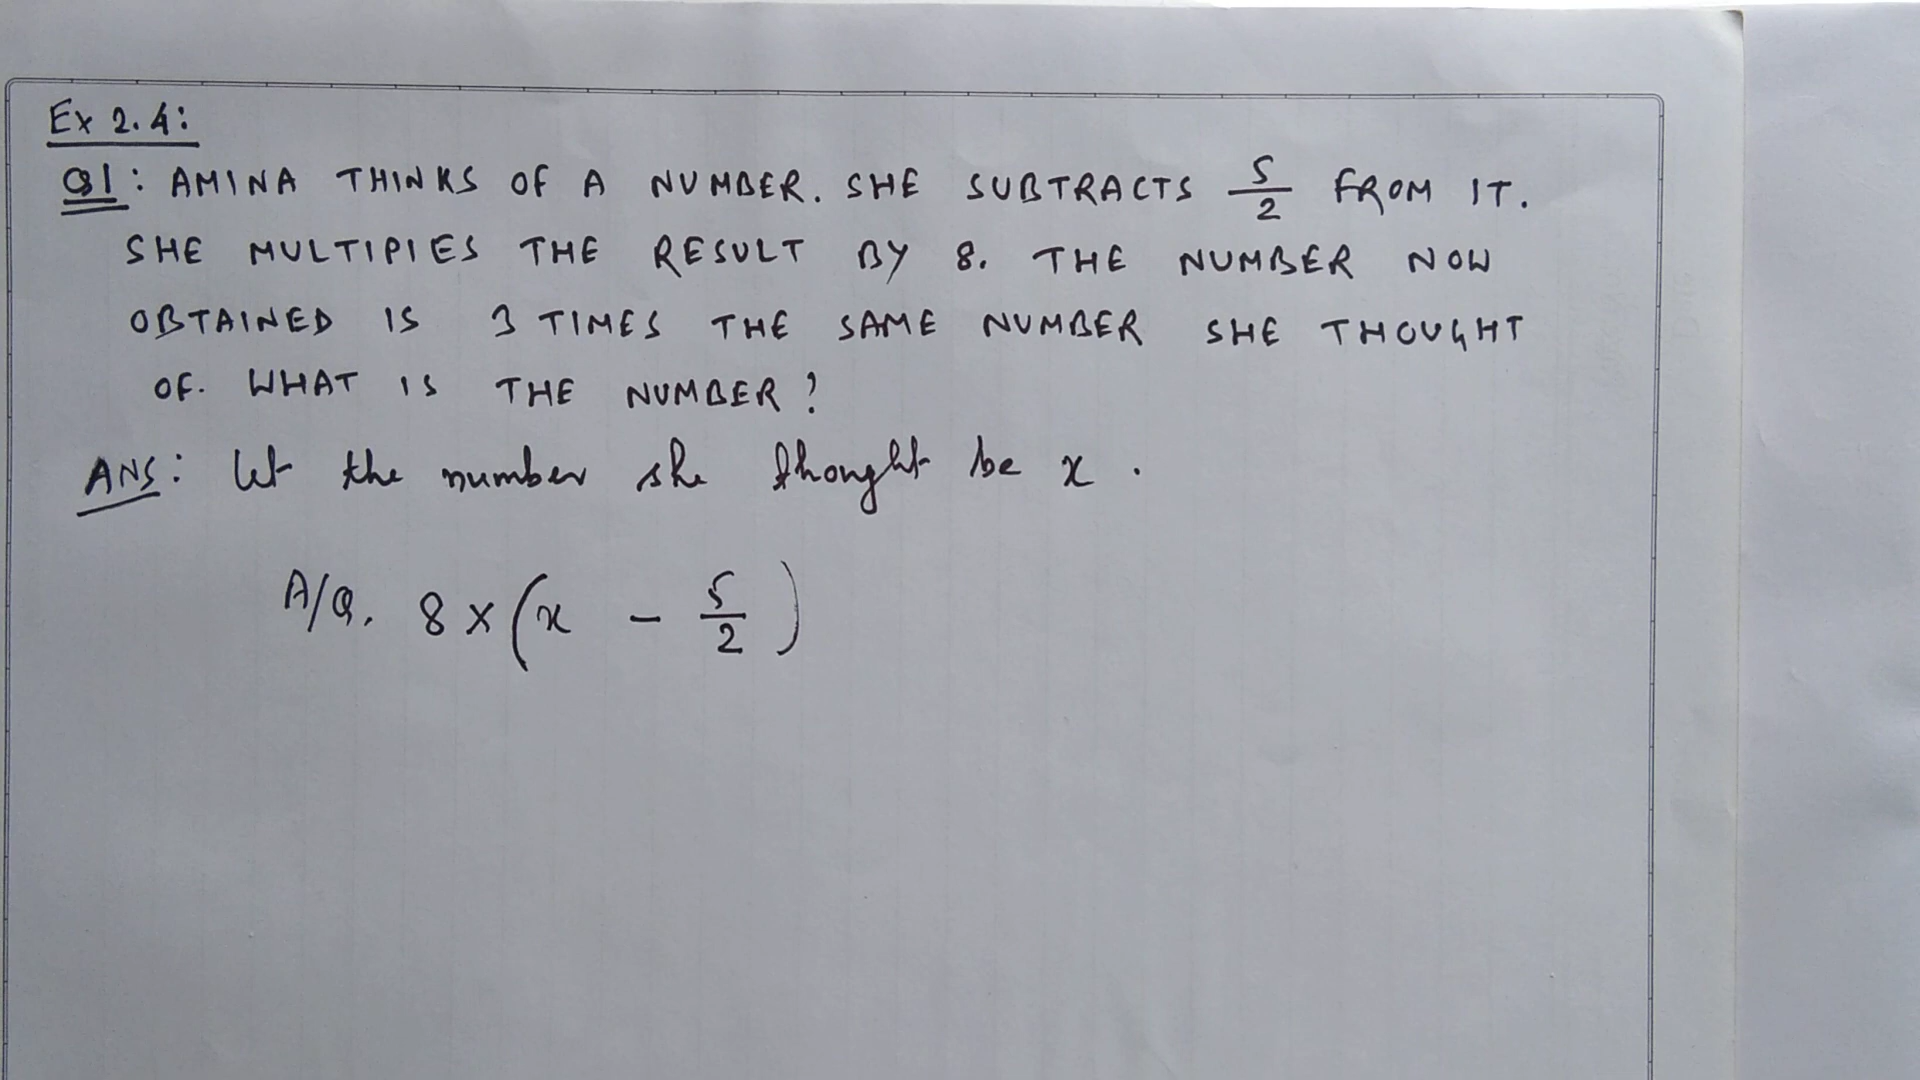 Ex 2.4:
Q1: AMINA THINKS OF A NUMBER. SHE SUBTRACTS 5/2 FROM IT.
SHE MULTIPIES THE RESULT BY 8. THE NUMBER NOW
OBTAINED IS 3 TIMES THE SAME NUMBER SHE THOUGHT
OF. WHAT IS THE NUMBER?
ANS: let the number she thought be x.
A/Q, 8 × (x - 5/2)